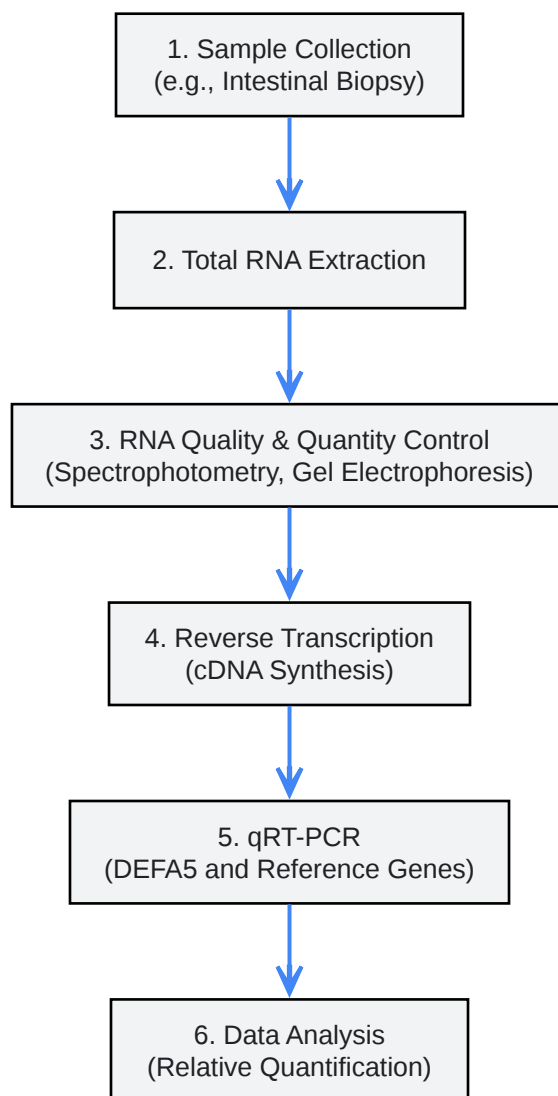 1. Sample Collection
(e.g., Intestinal Biopsy)
2. Total RNA Extraction
3. RNA Quality & Quantity Control
(Spectrophotometry, Gel Electrophoresis)
4. Reverse Transcription
(cDNA Synthesis)
5. qRT-PCR
(DEFA5 and Reference Genes)
6. Data Analysis
(Relative Quantification)